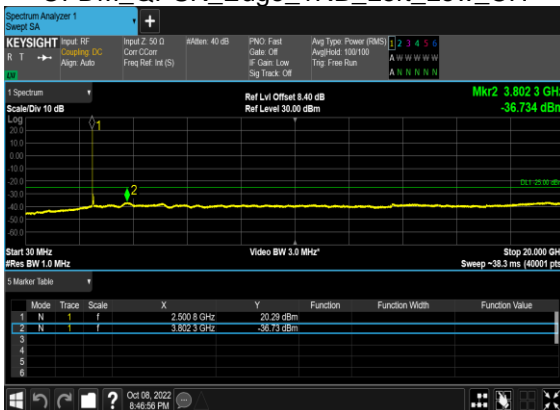 Spectrum Analyzer 1
Swept SA
+
KEYSIGHT Input: RF Input Z: 50 Ω #Atten: 40 dB PNO: Fast Avg Type: Power (RMS) 1 2 3 4 5 6
R T Coupling: DC Corr CCorr Gate: Off Avg|Hold: 100/100 A W W W W W
Align: Auto Freq Ref: Int (S) IF Gain: Low Trig: Free Run
LV Sig Track: Off A N N N N N
1 Spectrum Ref Lvl Offset 8.40 dB Mkr2 3.802 3 GHz
Scale/Div 10 dB Ref Level 30.00 dBm -36.734 dBm
Log
20.0
10.0
0.00
-10.0
-20.0
-30.0
-40.0
-50.0
-60.0
1
2
DL1 -25.00 dBm
Start 30 MHz Video BW 3.0 MHz* Stop 20.000 GHz
#Res BW 1.0 MHz Sweep ~38.3 ms (40001 pts)
5 Marker Table
Mode Trace Scale X Y Function Function Width Function Value
1 N 1 f 2.500 8 GHz 20.29 dBm
2 N 1 f 3.802 3 GHz -36.73 dBm
3
4
5
6
? Oct 08, 2022
8:46:56 PM